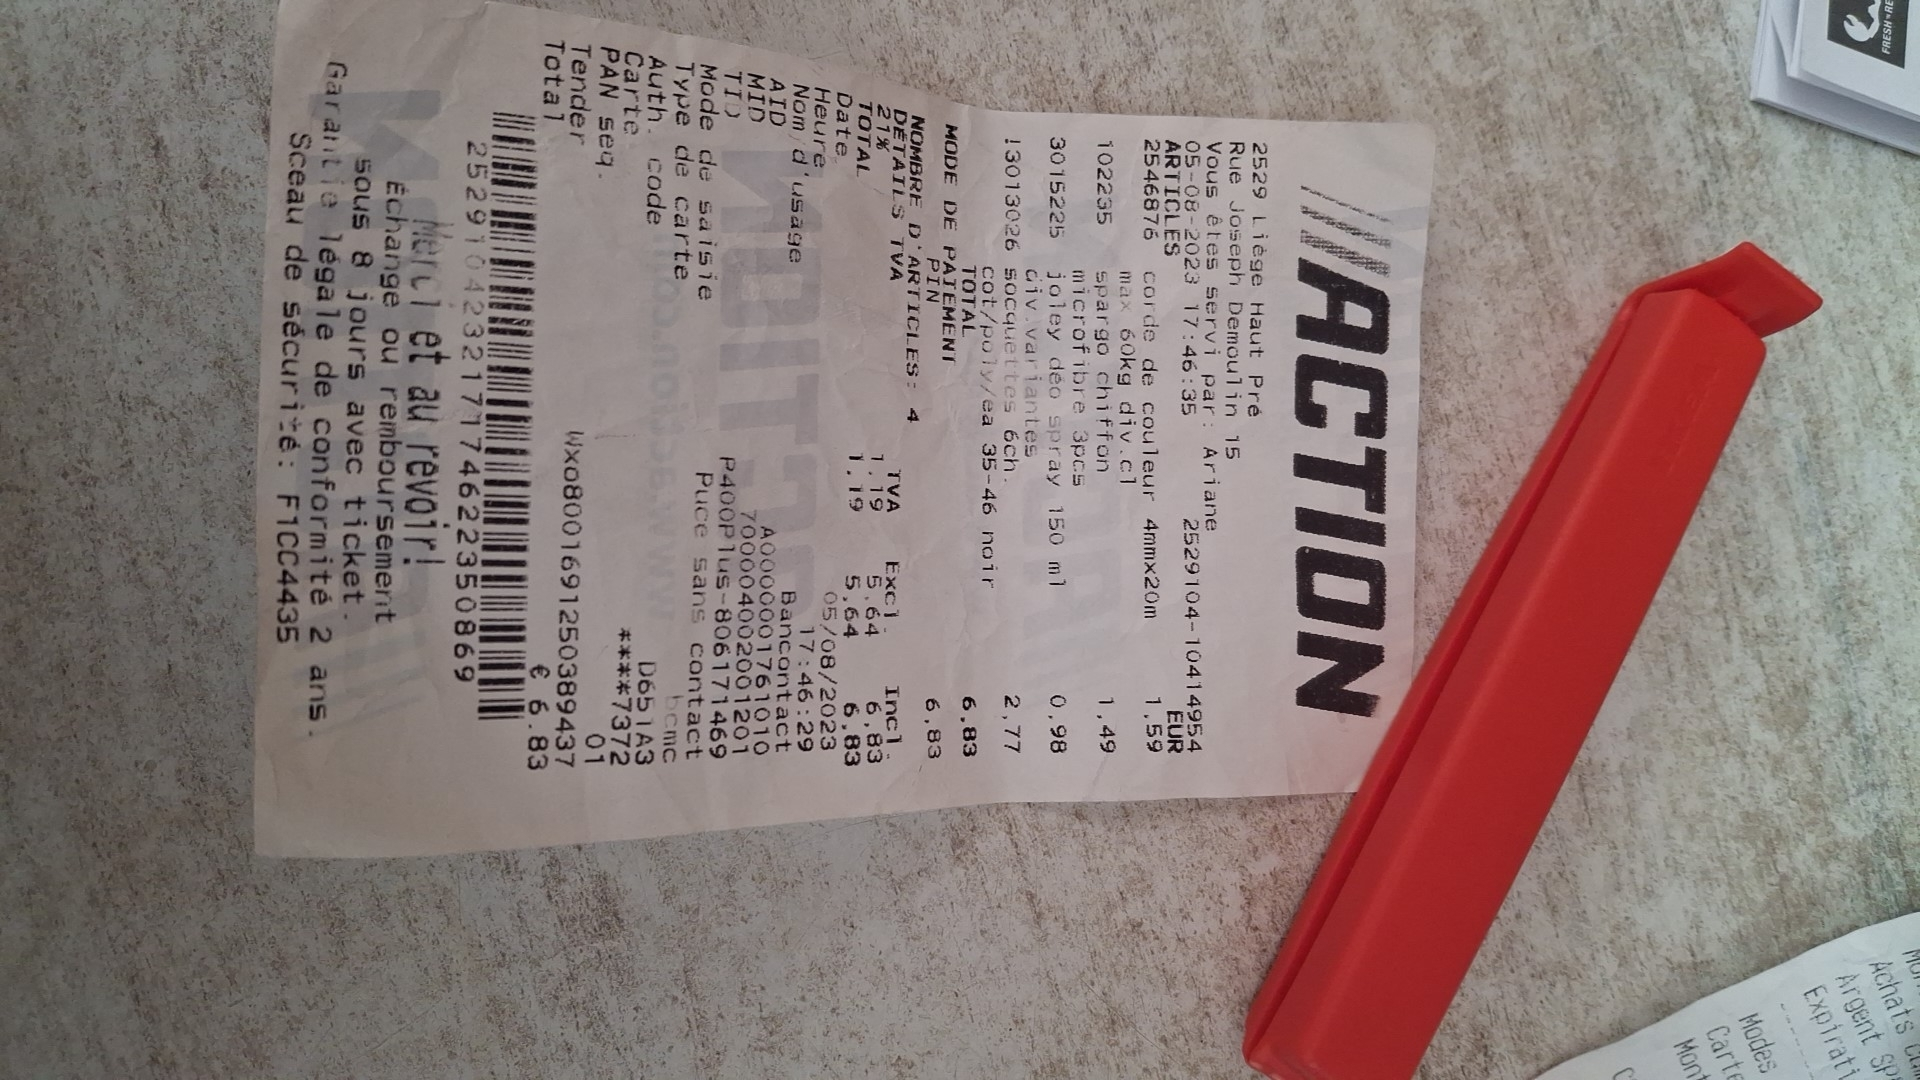 ///ACTION
2529 Liège Haut Pré
Rue Joseph Demoulin 15
Vous êtes servi par: Ariane
05-08-2023 17:46:35 2529104-10414954
ARTICLES EUR
2546876 corde de couleur 4mmx20m 1,59
max 60kg div.cl
102235 spargo chiffon 1,49
microfibre 3pcs
3015225 joley déo spray 150 ml 0,98
div.variantes
!3013026 socquettes 6ch. 2,77
cot/poly/ea 35-46 noir
TOTAL 6,83
MODE DE PAIEMENT
PIN 6,83
NOMBRE D'ARTICLES: 4
DÉTAILS TVA TVA Excl. Incl.
21% 1.19 5.64 6,83
TOTAL 1.19 5,64 6,83
Date 05/08/2023
Heure 17:46:29
Nom d'usage Bancontact
AID
MID
TID P400Plus-806171469
Mode de saisie Puce sans contact
Type de carte bcmc
Auth. code D651A3
Carte ****7372
PAN seq. 01
Tender
Total € 6.83
Merci et au revoir!
Échange ou remboursement
sous 8 jours avec ticket.
Garantie légale de conformité 2 ans.
Sceau de sécurité: F1CC4435
FRESH
Achats
Argent
Modes